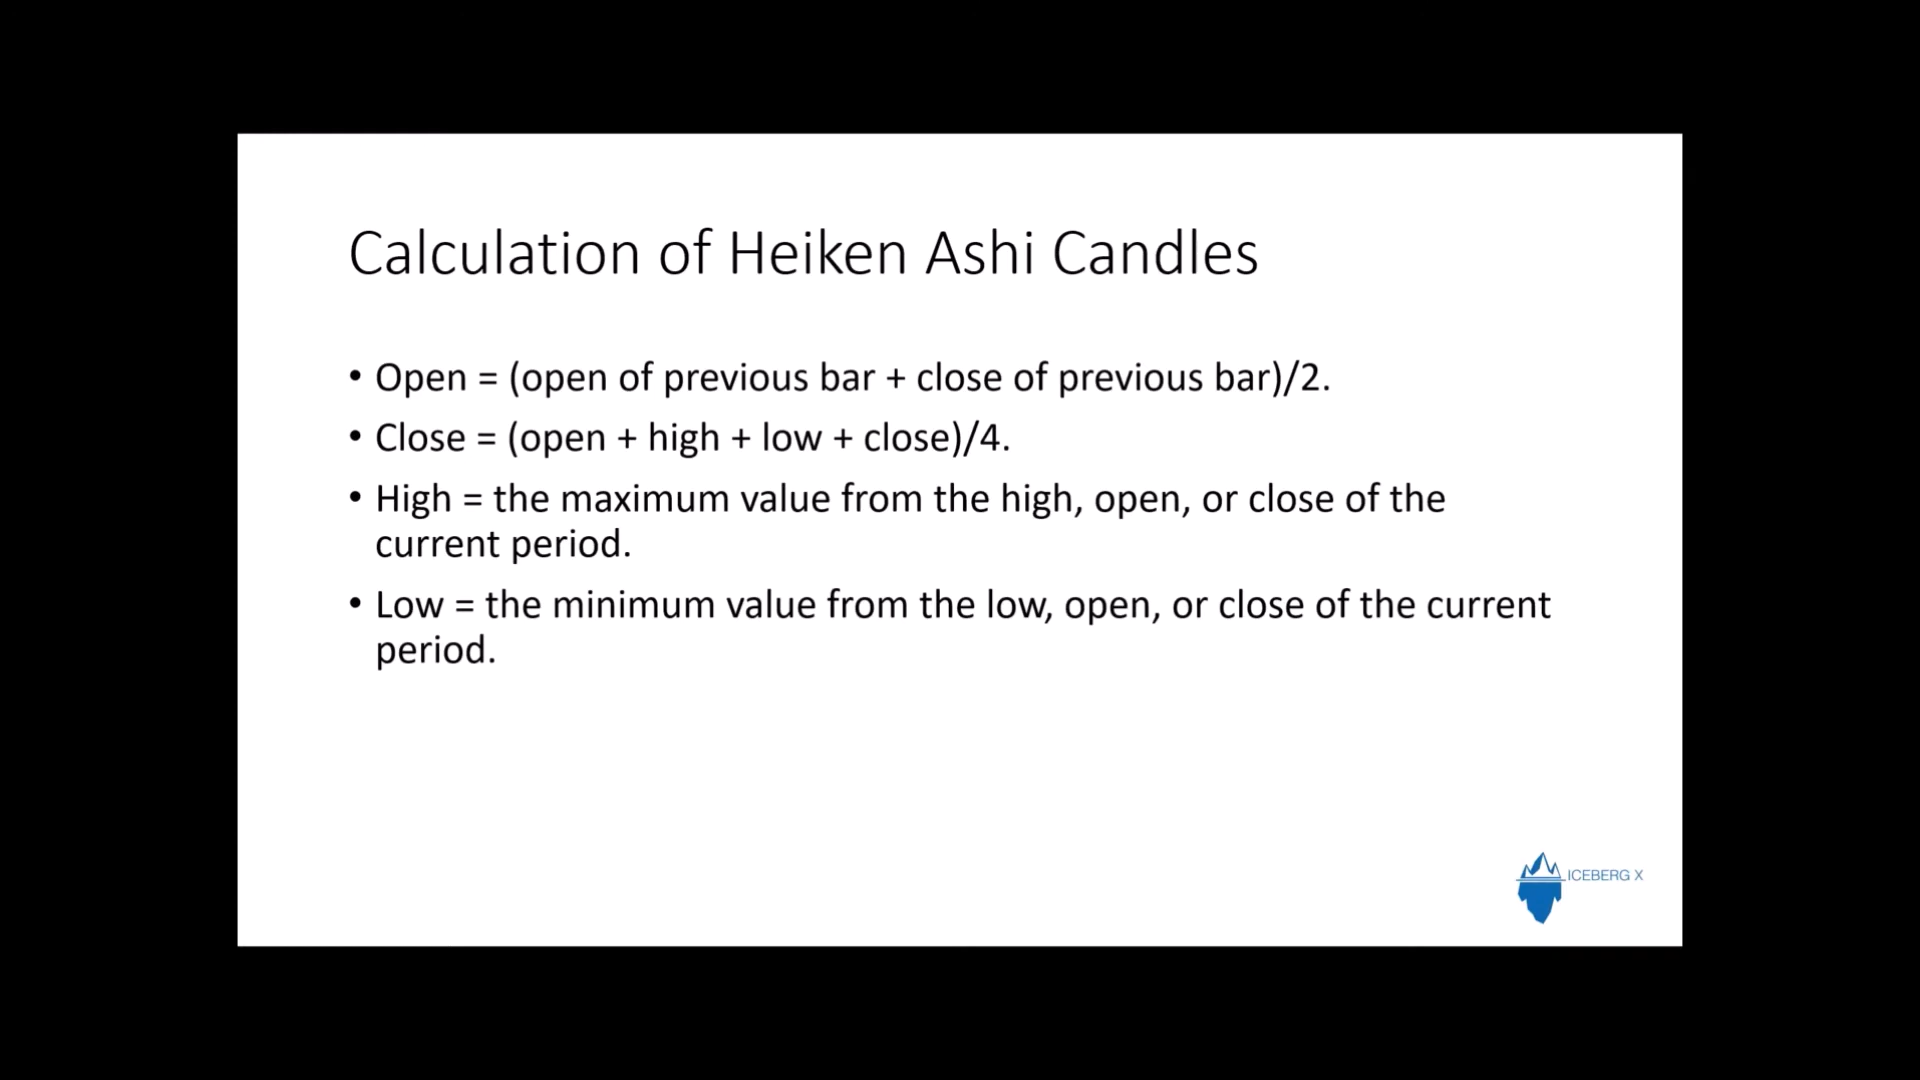 Calculation of Heiken Ashi Candles
• Open = (open of previous bar + close of previous bar)/2.
• Close = (open + high + low + close)/4.
• High = the maximum value from the high, open, or close of the
current period.
• Low = the minimum value from the low, open, or close of the current
period.
ICEBERG X